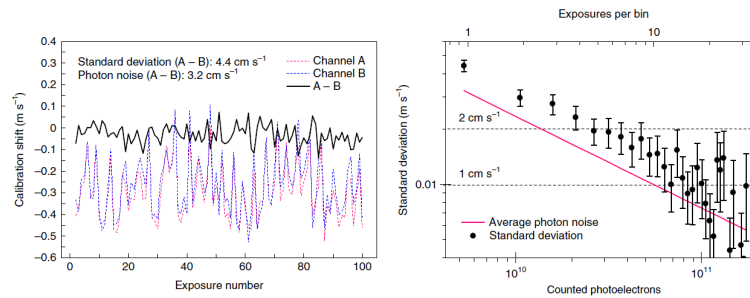 Standard deviation (A – B): 4.4 cm s⁻¹
Photon noise (A – B): 3.2 cm s⁻¹
Channel A
Channel B
A – B
Calibration shift (m s⁻¹)
0.4
0.3
0.2
0.1
0
–0.1
–0.2
–0.3
–0.4
–0.5
–0.6
0
20
40
60
80
100
Exposure number
Exposures per bin
1
10
Standard deviation (m s⁻¹)
0.01
2 cm s⁻¹
1 cm s⁻¹
Average photon noise
Standard deviation
10¹⁰
10¹¹
Counted photoelectrons